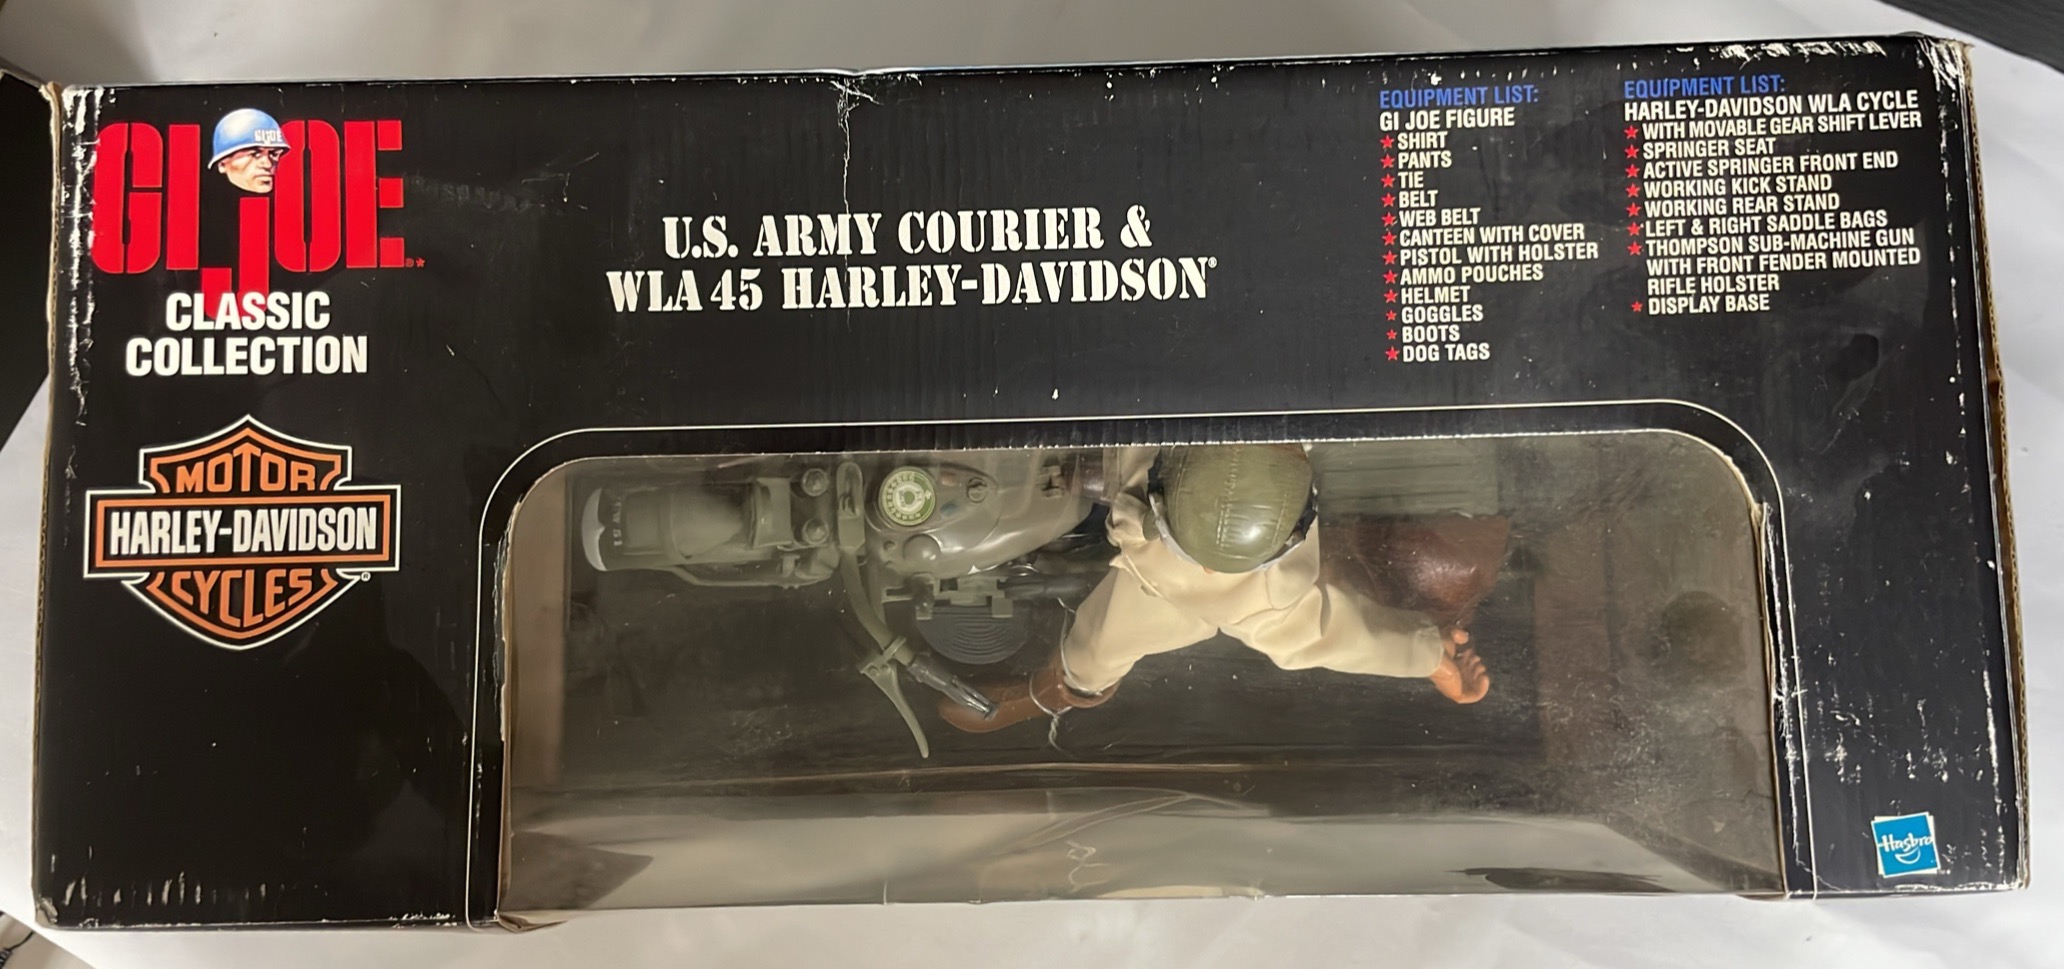 GI JOE
CLASSIC
COLLECTION
MOTOR
HARLEY-DAVIDSON
CYCLES
U.S. ARMY COURIER &
WLA 45 HARLEY-DAVIDSON®
EQUIPMENT LIST:
GI JOE FIGURE
★ SHIRT
★ PANTS
★ TIE
★ BELT
★ WEB BELT
★ CANTEEN WITH COVER
★ PISTOL WITH HOLSTER
★ AMMO POUCHES
★ HELMET
★ GOGGLES
★ BOOTS
★ DOG TAGS
EQUIPMENT LIST:
HARLEY-DAVIDSON WLA CYCLE
★ WITH MOVABLE GEAR SHIFT LEVER
★ SPRINGER SEAT
★ ACTIVE SPRINGER FRONT END
★ WORKING KICK STAND
★ WORKING REAR STAND
★ LEFT & RIGHT SADDLE BAGS
★ THOMPSON SUB-MACHINE GUN
WITH FRONT FENDER MOUNTED
RIFLE HOLSTER
★ DISPLAY BASE
Hasbro